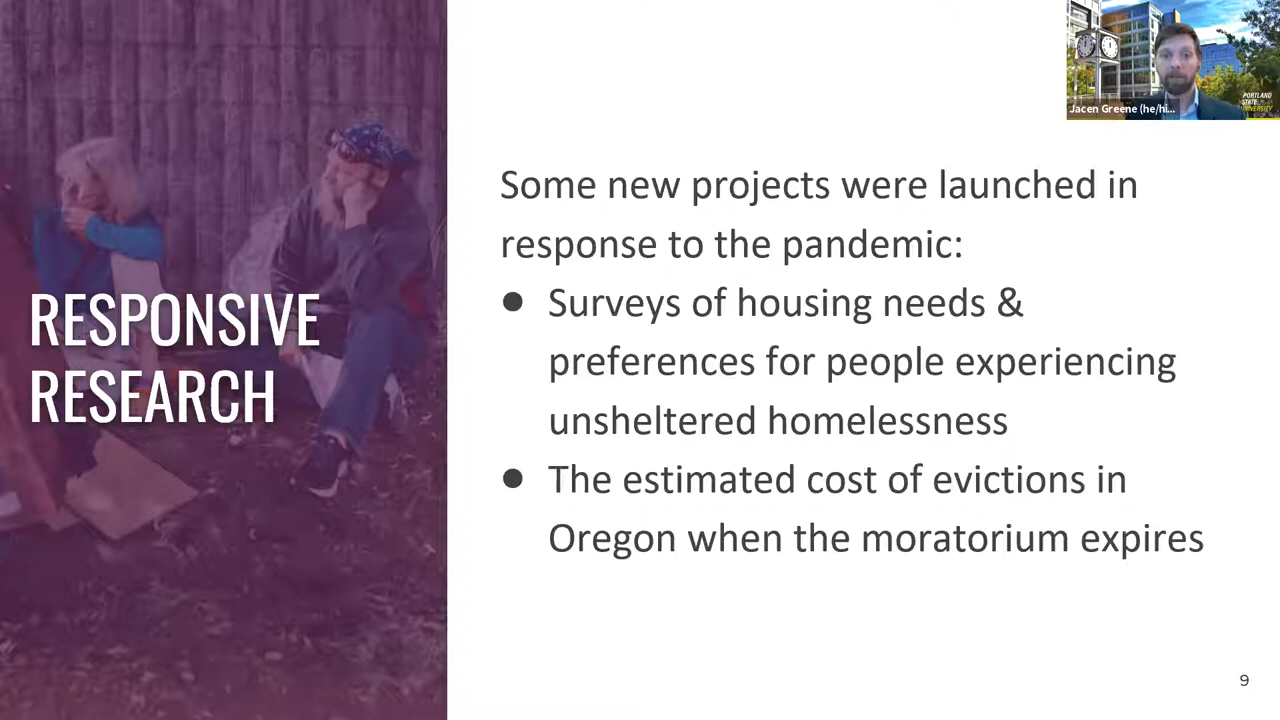 Jacen Greene (he/hi...
PORTLAND
STATE
UNIVERSITY
RESPONSIVE
RESEARCH
Some new projects were launched in
response to the pandemic:
● Surveys of housing needs &
preferences for people experiencing
unsheltered homelessness
● The estimated cost of evictions in
Oregon when the moratorium expires
9